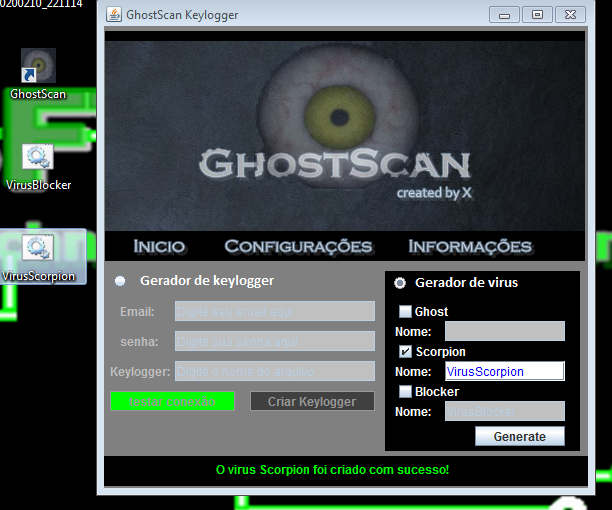 0200210_221114
GhostScan Keylogger
GhostScan
VirusBlocker
VirusScorpion
GHOSTSCAN
created by X
INICIO CONFIGURAÇÕES INFORMAÇÕES
Gerador de keylogger
Email: Digite seu email aqui
senha: Digite sua senha aqui
Keylogger: Digite o nome do arquivo
Testar conexão Criar Keylogger
Gerador de virus
Ghost
Nome:
Scorpion
Nome: VirusScorpion
Blocker
Nome: VirusBlocker
Generate
O virus Scorpion foi criado com sucesso!